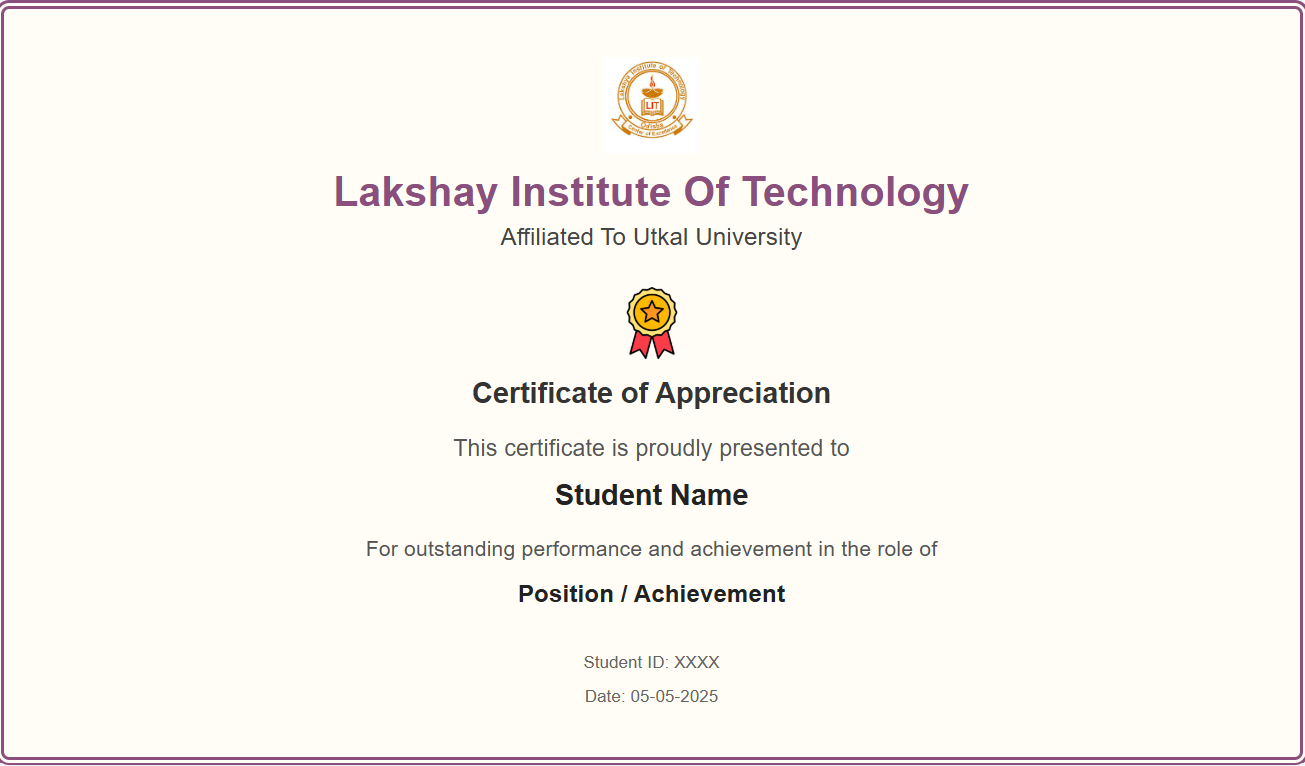 Lakshya Institute of Technology
LIT
Odisha
Center of Excellence
Lakshay Institute Of Technology
Affiliated To Utkal University
Certificate of Appreciation
This certificate is proudly presented to
Student Name
For outstanding performance and achievement in the role of
Position / Achievement
Student ID: XXXX
Date: 05-05-2025